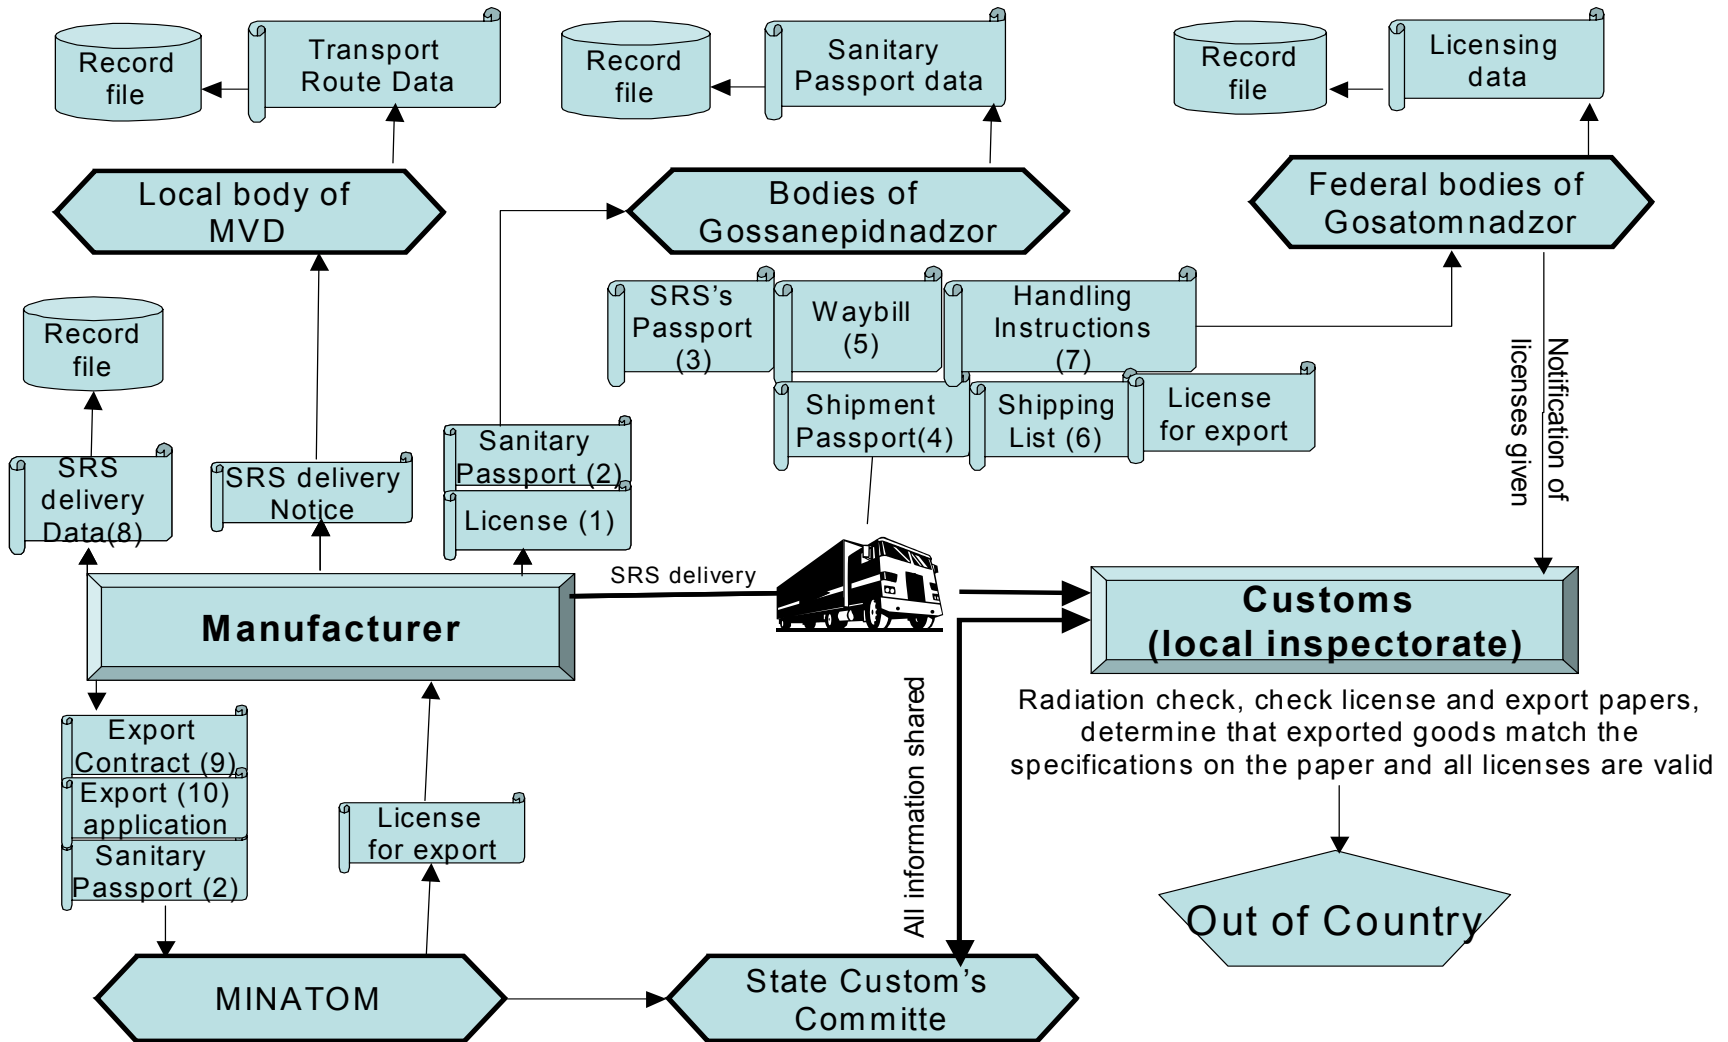 Record
file
Transport
Route Data
Record
file
Sanitary
Passport data
Record
file
Licensing
data
Local body of
MVD
Bodies of
Gossanepidnadzor
Federal bodies of
Gosatomnadzor
Record
file
SRS's
Passport
(3)
Waybill
(5)
Handling
Instructions
(7)
Shipment
Passport(4)
Shipping
List (6)
License
for export
Notification of
licenses given
SRS
delivery
Data(8)
SRS delivery
Notice
Sanitary
Passport (2)
License (1)
Manufacturer
SRS delivery
Customs
(local inspectorate)
Radiation check, check license and export papers,
determine that exported goods match the
specifications on the paper and all licenses are valid
Export
Contract (9)
Export (10)
application
Sanitary
Passport (2)
License
for export
All information shared
Out of Country
MINATOM
State Custom's
Committe